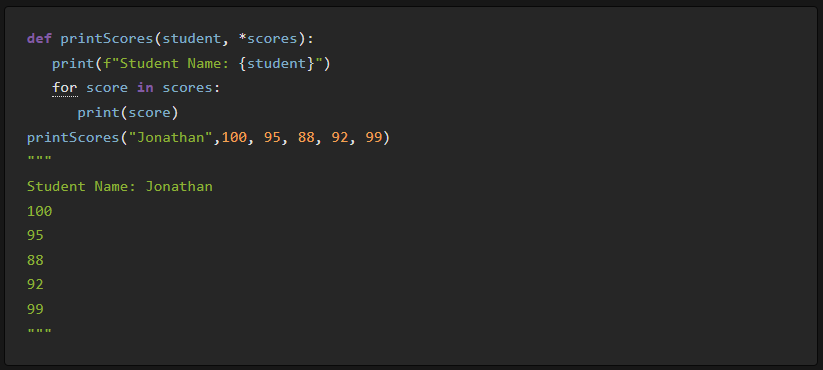 def printScores(student, *scores):
   print(f"Student Name: {student}")
   for score in scores:
      print(score)
printScores("Jonathan",100, 95, 88, 92, 99)
"""
Student Name: Jonathan
100
95
88
92
99
"""